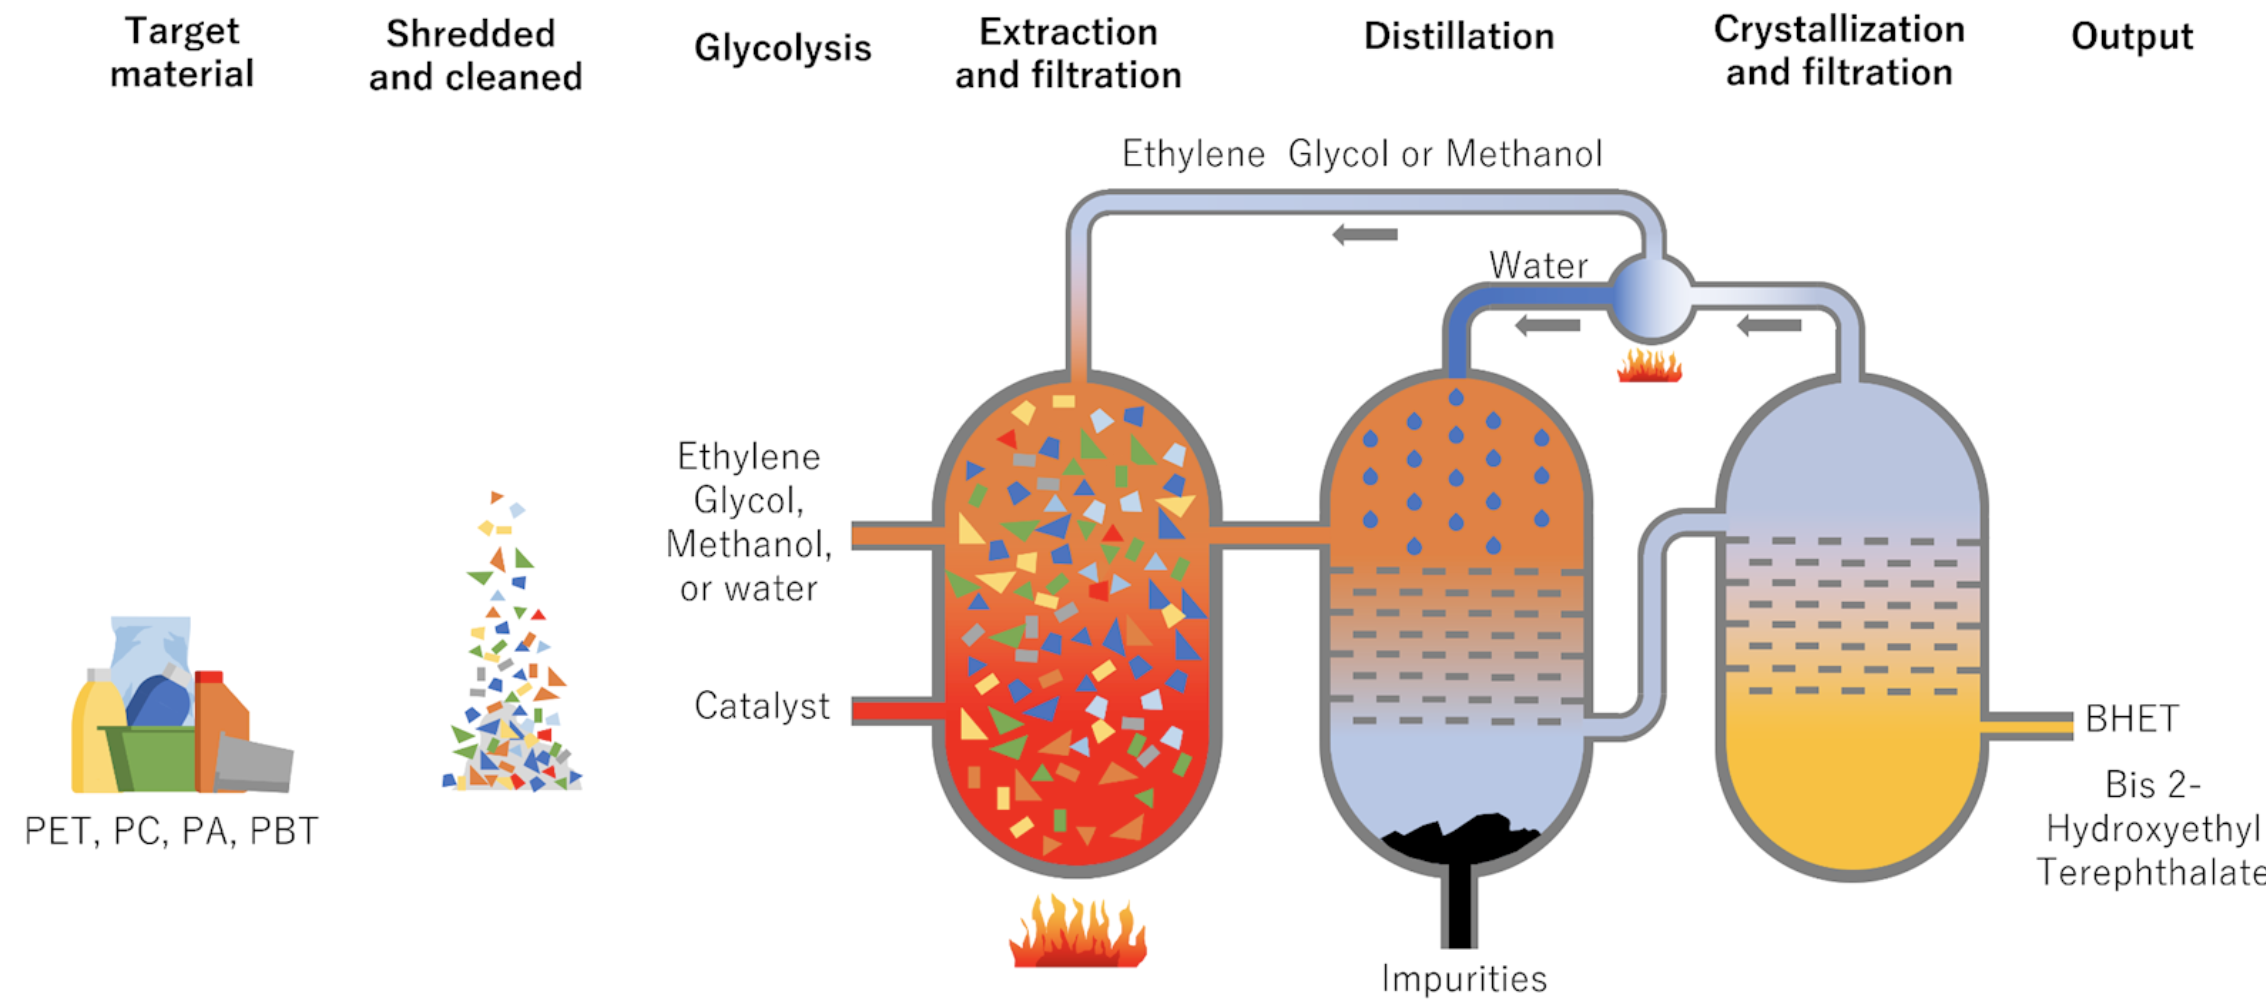 Target
material
Shredded
and cleaned
Glycolysis
Extraction
and filtration
Distillation
Crystallization
and filtration
Output
Ethylene Glycol or Methanol
Water
Ethylene
Glycol,
Methanol,
or water
Catalyst
PET, PC, PA, PBT
BHET
Bis 2-
Hydroxyethyl
Terephthalate
Impurities